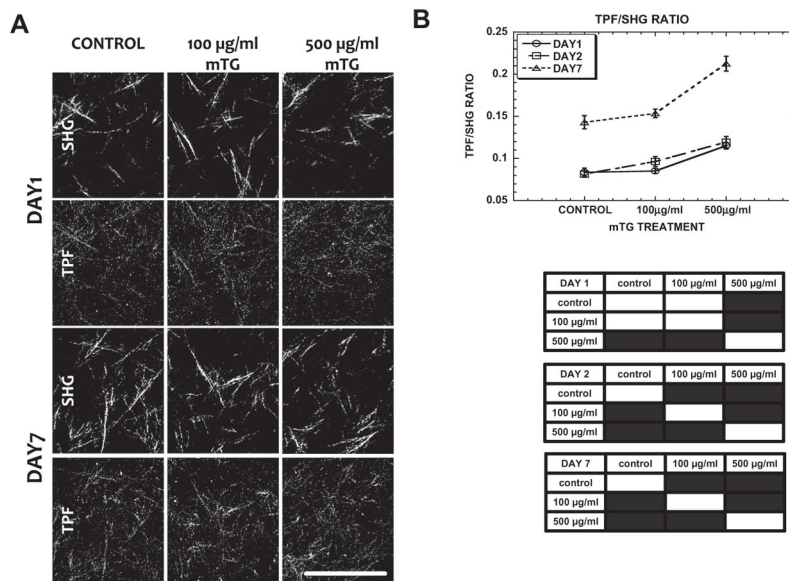 A
CONTROL
100 µg/ml
mTG
500 µg/ml
mTG
DAY1
SHG
TPF
DAY7
SHG
TPF
B
TPF/SHG RATIO
DAY1
DAY2
DAY7
TPF/SHG RATIO
0.25
0.2
0.15
0.1
0.05
CONTROL 100µg/ml 500µg/ml
mTG TREATMENT
DAY 1 control 100 µg/ml 500 µg/ml
control
100 µg/ml
500 µg/ml
DAY 2 control 100 µg/ml 500 µg/ml
control
100 µg/ml
500 µg/ml
DAY 7 control 100 µg/ml 500 µg/ml
control
100 µg/ml
500 µg/ml